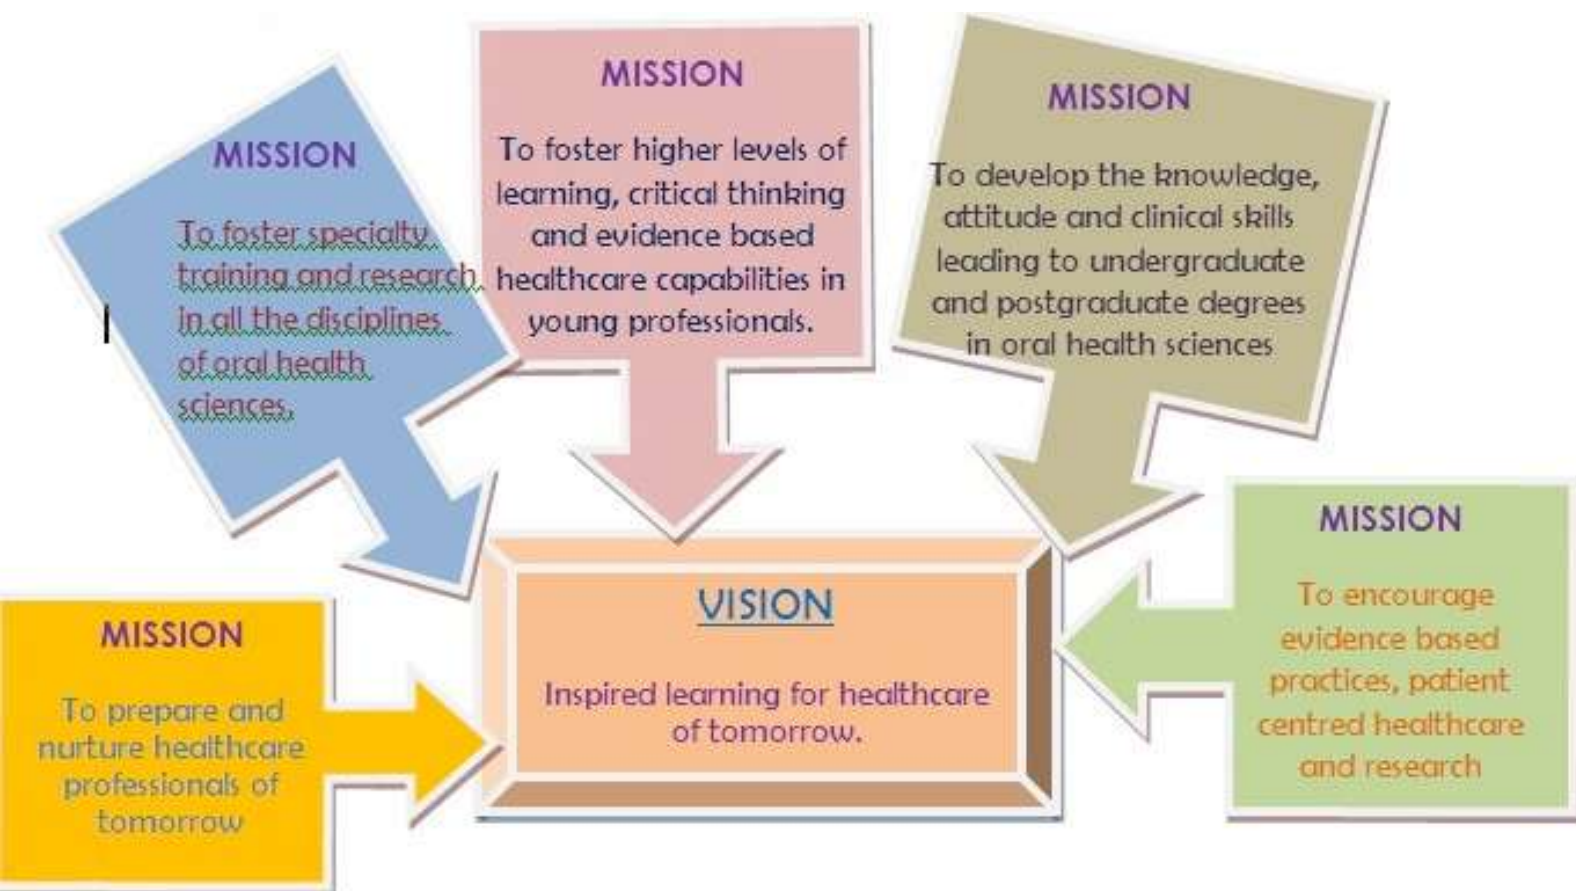 MISSION
To foster specialty
training and research
in all the disciplines
of oral health
sciences,
MISSION
To foster higher levels of
learning, critical thinking
and evidence based
healthcare capabilities in
young professionals.
MISSION
To develop the knowledge,
attitude and clinical skills
leading to undergraduate
and postgraduate degrees
in oral health sciences
MISSION
To prepare and
nurture healthcare
professionals of
tomorrow
VISION
Inspired learning for healthcare
of tomorrow.
MISSION
To encourage
evidence based
practices, patient
centred healthcare
and research